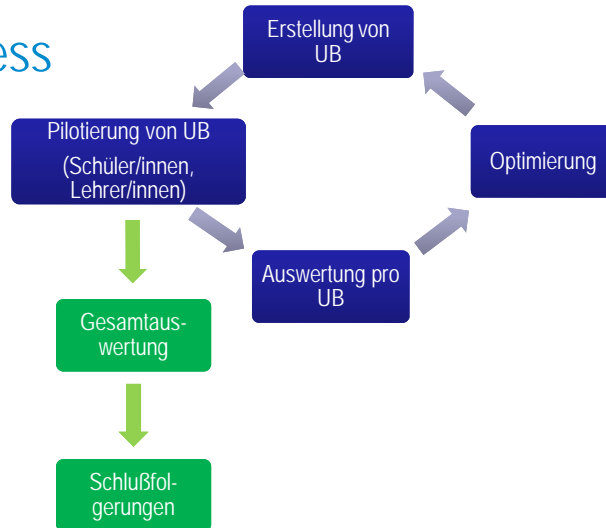 ess
Erstellung von
UB
Pilotierung von UB
(Schüler/innen,
Lehrer/innen)
Optimierung
Auswertung pro
UB
Gesamtaus-
wertung
Schlußfol-
gerungen